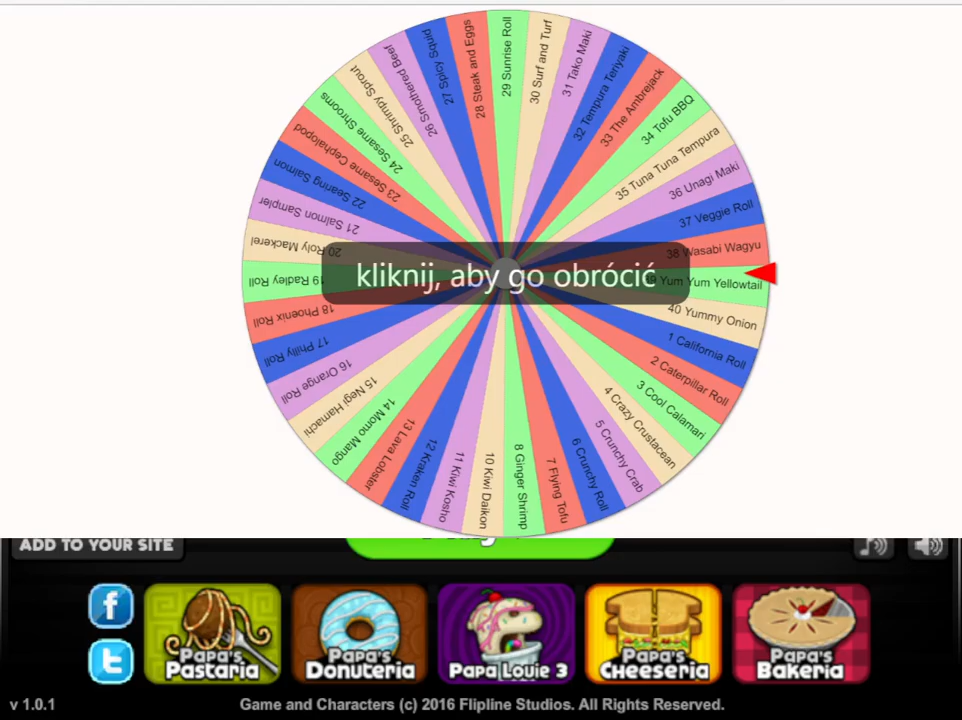 1 California Roll
2 Caterpillar Roll
3 Cool Calamari
4 Crazy Crustacean
5 Crunchy Crab
6 Crunchy Roll
7 Flying Tofu
8 Ginger Shrimp
10 Kiwi Daikon
11 Kiwi Kosho
12 Kraken Roll
13 Lava Lobster
14 Momo Mango
15 Negi Hamachi
16 Orange Roll
17 Philly Roll
18 Phoenix Roll
19 Radley Roll
20 Roly Mackerel
21 Salmon Sampler
22 Searing Salmon
23 Sesame Cephalopod
24 Sesame Shrooms
25 Shrimpy Sprout
26 Smothered Beef
27 Spicy Squid
28 Steak and Eggs
29 Sunrise Roll
30 Surf and Turf
31 Tako Maki
32 Tempura Teriyaki
33 The Ambrejack
34 Tofu BBQ
35 Tuna Tuna Tempura
36 Unagi Maki
37 Veggie Roll
38 Wasabi Wagyu
39 Yum Yum Yellowtail
40 Yummy Onion
kliknij, aby go obrócić
ADD TO YOUR SITE
Papa's Pastaria
Papa's Donuteria
Papa Louie 3
Papa's Cheeseria
Papa's Bakeria
v 1.0.1
Game and Characters (c) 2016 Flipline Studios. All Rights Reserved.